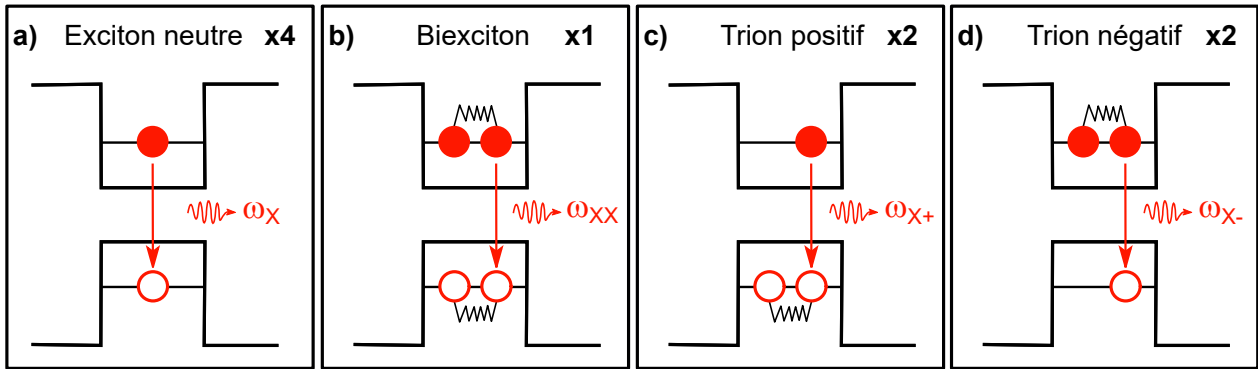 a) Exciton neutre x4
b) Biexciton x1
c) Trion positif x2
d) Trion négatif x2
ωX
ωXX
ωX+
ωX-